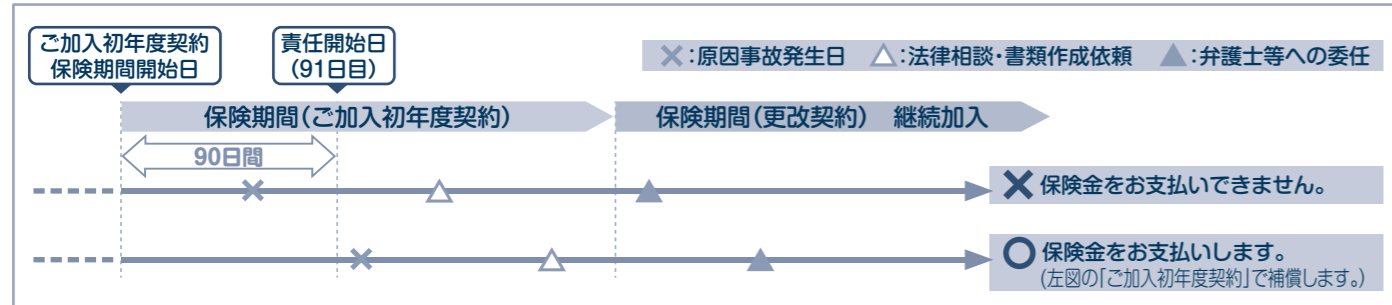 ご加入初年度契約
保険期間開始日
責任開始日
(91日目)
×:原因事故発生日 △:法律相談・書類作成依頼 ▲:弁護士等への委任
保険期間(ご加入初年度契約)
保険期間(更改契約) 継続加入
90日間
×保険金をお支払いできません。
○保険金をお支払いします。
(左図の「ご加入初年度契約」で補償します。)